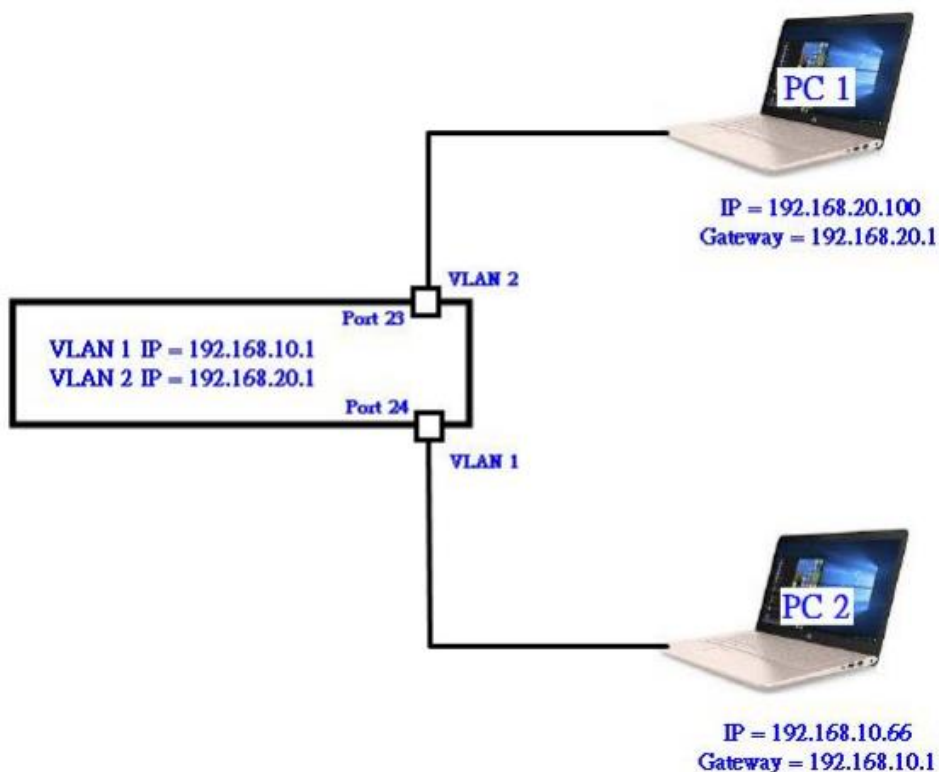 PC 1
IP = 192.168.20.100
Gateway = 192.168.20.1
VLAN 2
Port 23
VLAN 1 IP = 192.168.10.1
VLAN 2 IP = 192.168.20.1
Port 24
VLAN 1
PC 2
IP = 192.168.10.66
Gateway = 192.168.10.1